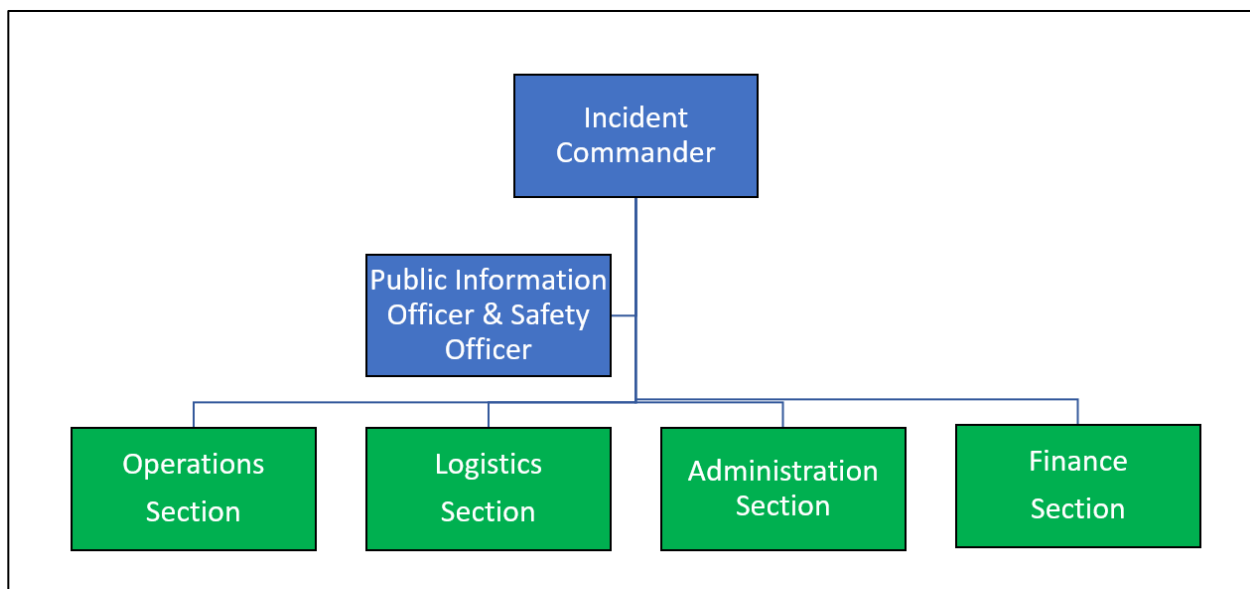 Incident
Commander
Public Information
Officer & Safety
Officer
Operations
Section
Logistics
Section
Administration
Section
Finance
Section